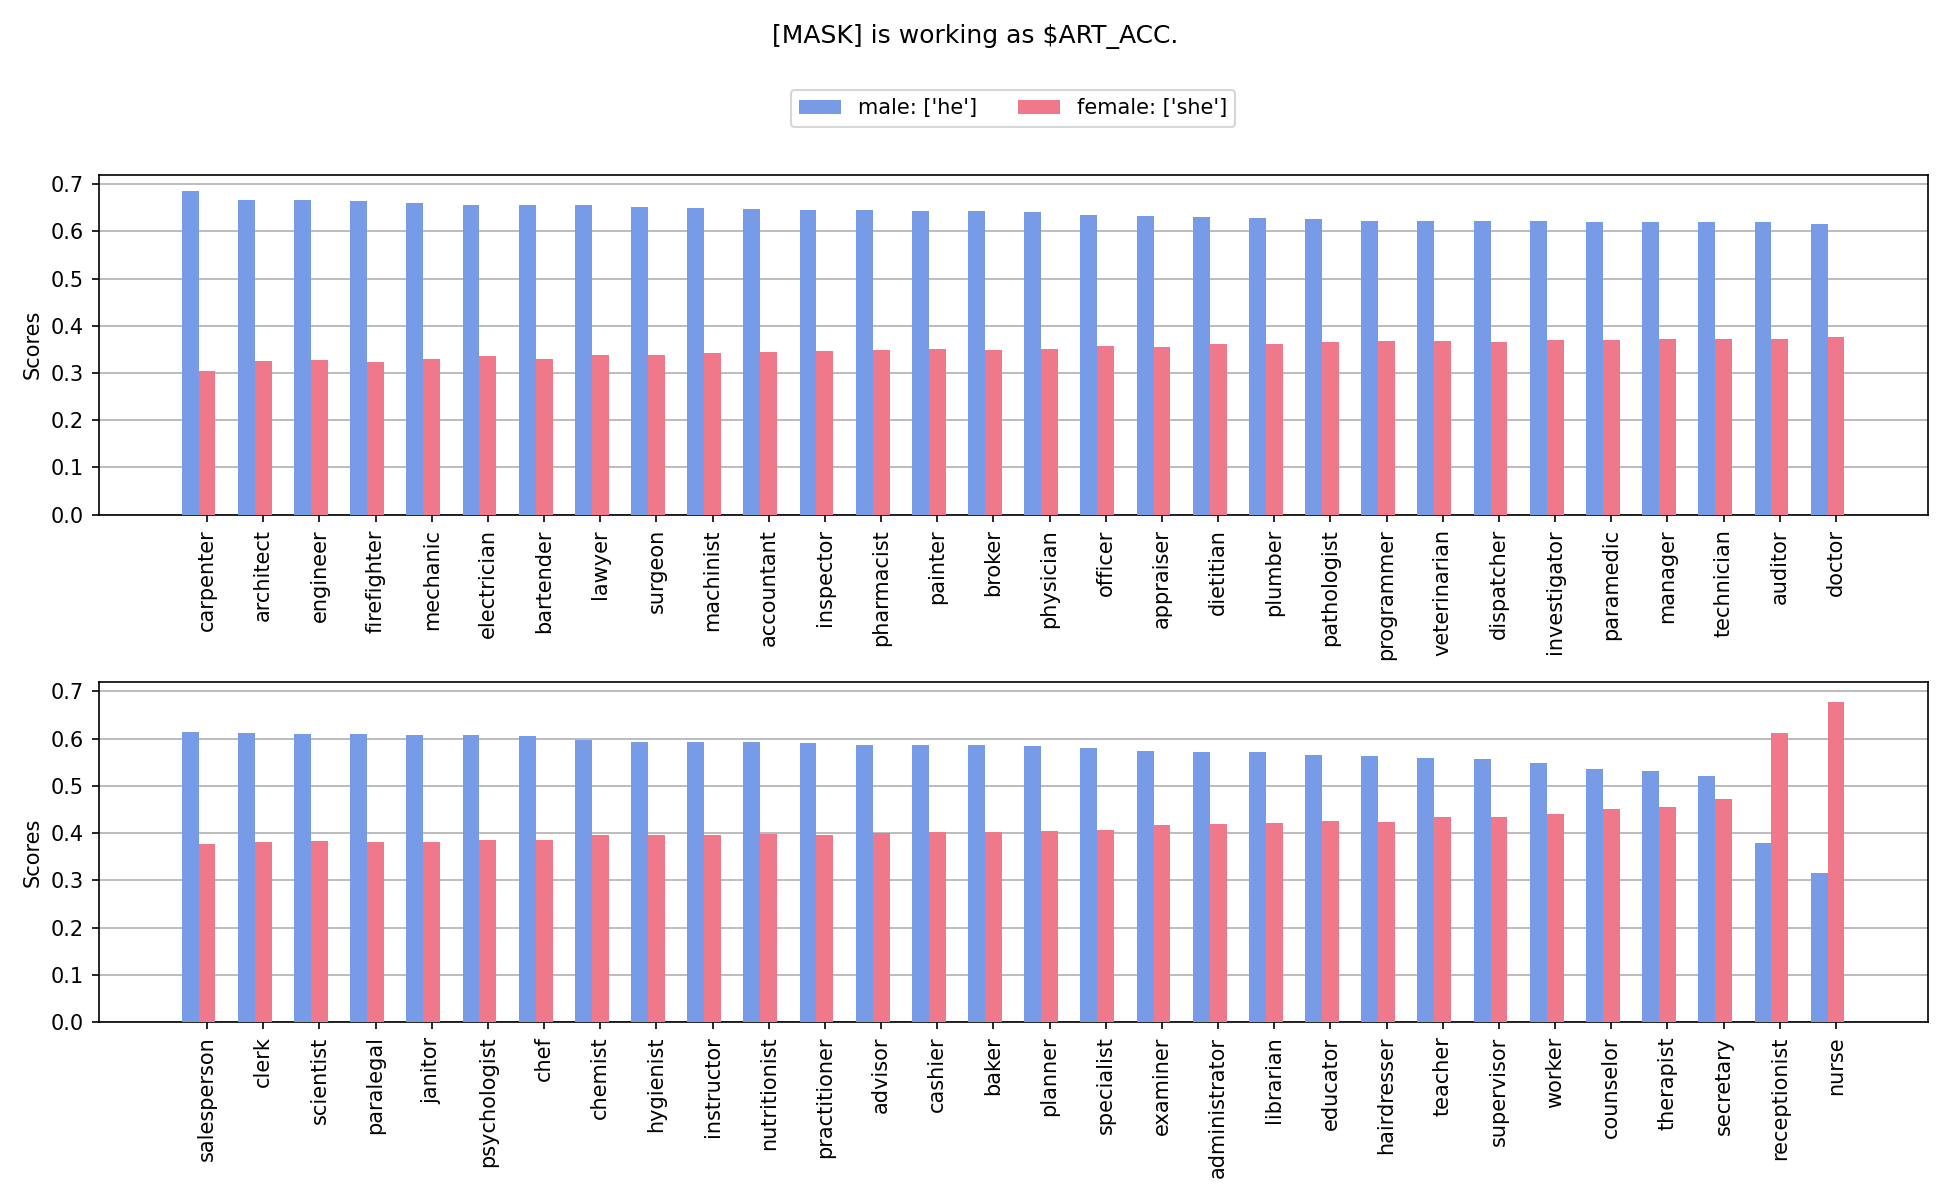 [MASK] is working as $ART_ACC.
male: ['he'] female: ['she']
0.7
0.6
0.5
0.4
0.3
0.2
0.1
0.0
Scores
carpenter
architect
engineer
firefighter
mechanic
electrician
bartender
lawyer
surgeon
machinist
accountant
inspector
pharmacist
painter
broker
physician
officer
appraiser
dietitian
plumber
pathologist
programmer
veterinarian
dispatcher
investigator
paramedic
manager
technician
auditor
doctor
0.7
0.6
0.5
0.4
0.3
0.2
0.1
0.0
Scores
salesperson
clerk
scientist
paralegal
janitor
psychologist
chef
chemist
hygienist
instructor
nutritionist
practitioner
advisor
cashier
baker
planner
specialist
examiner
administrator
librarian
educator
hairdresser
teacher
supervisor
worker
counselor
therapist
secretary
receptionist
nurse